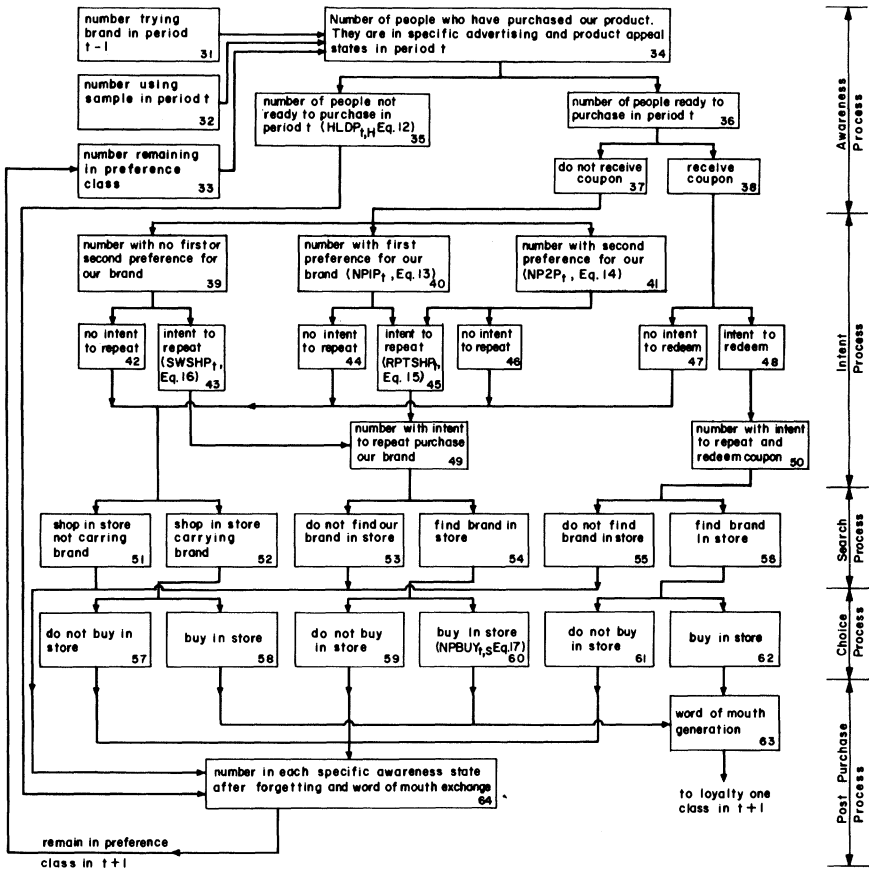 number trying
brand in period
t-1
31
Number of people who have purchased our product.
They are in specific advertising and product appeal
states in period t
34
number using
sample in period t
32
number of people not
ready to purchase in
period t (HLDPt,H Eq.12)
35
number of people ready to
purchase in period t
36
number remaining
in preference
class
33
do not receive
coupon
37
receive
coupon
38
Awareness
Process
number with no first or
second preference for
our brand
39
number with first
preference for our
brand (NP1Pt, Eq.13)
40
number with second
preference for our
(NP2Pt, Eq. 14)
41
no intent
to repeat
42
intent to
repeat
(SWSHPt,
Eq.16)
43
no intent
to repeat
44
intent to
repeat
(RPTSHPt,
Eq.15)
45
no intent
to repeat
46
no intent
to redeem
47
intent to
redeem
48
Intent
Process
number with intent
to repeat purchase
our brand
49
number with intent
to repeat and
redeem coupon
50
shop in store
not carring
brand
51
shop in store
carrying
brand
52
do not find our
brand in store
53
find brand in
store
54
do not find
brand in store
55
find brand
in store
56
Search
Process
do not buy in
store
57
buy in store
58
do not buy
in store
59
buy in store
(NPBUYt,S Eq.17)
60
do not buy
in store
61
buy in store
62
Choice
Process
word of mouth
generation
63
number in each specific awareness state
after forgetting and word of mouth exchange
64
to loyalty one
class in t+1
Post Purchase
Process
remain in preference
class in t+1